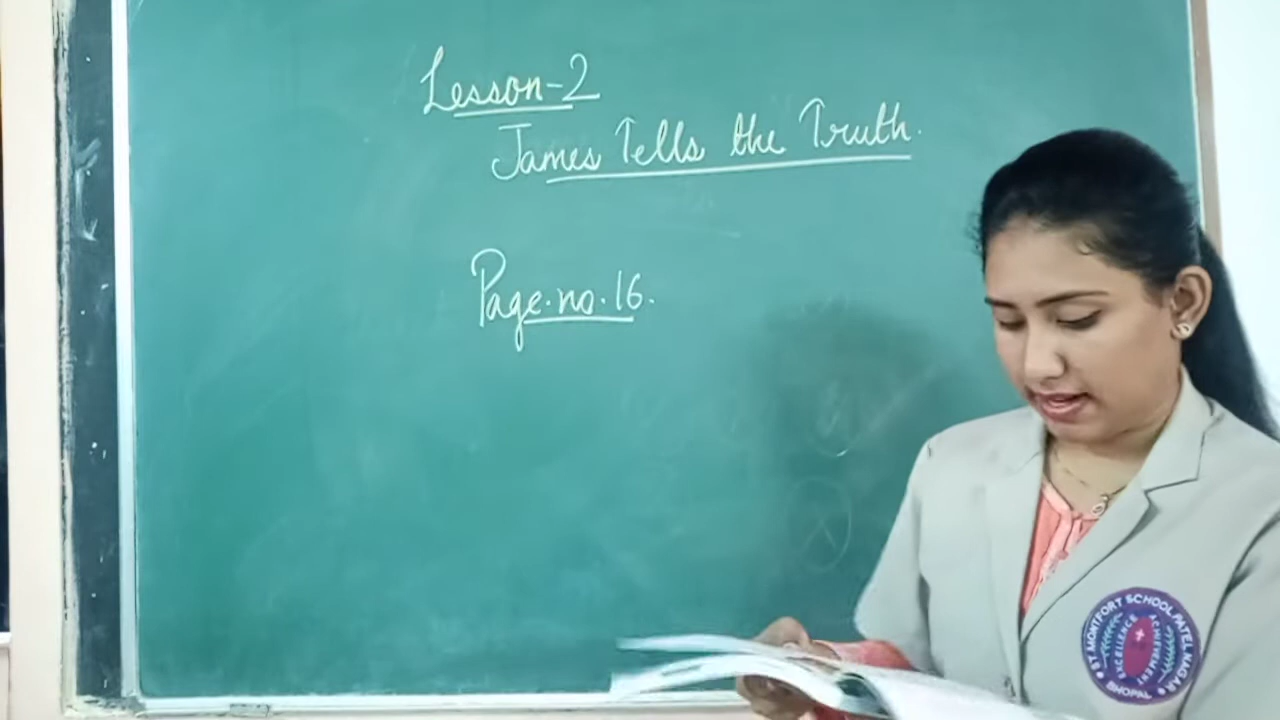 Lesson-2
James Tells the Truth.
Page.no.16.
ST MONTFORT SCHOOL, PATEL NAGAR
EXCELLENCE
ACHIEVEMENT
BHOPAL